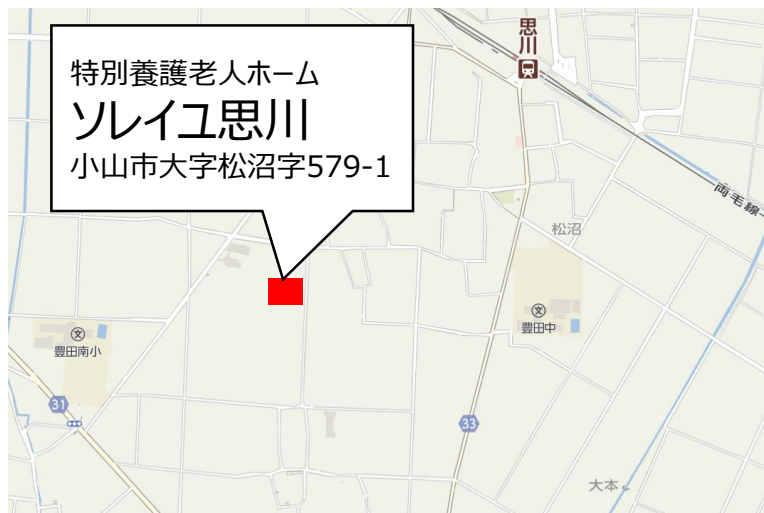 特別養護老人ホーム
ソレイユ思川
小山市大字松沼字579-1
思川
両毛線
松沼
豊田中
豊田南小
31
33
大本